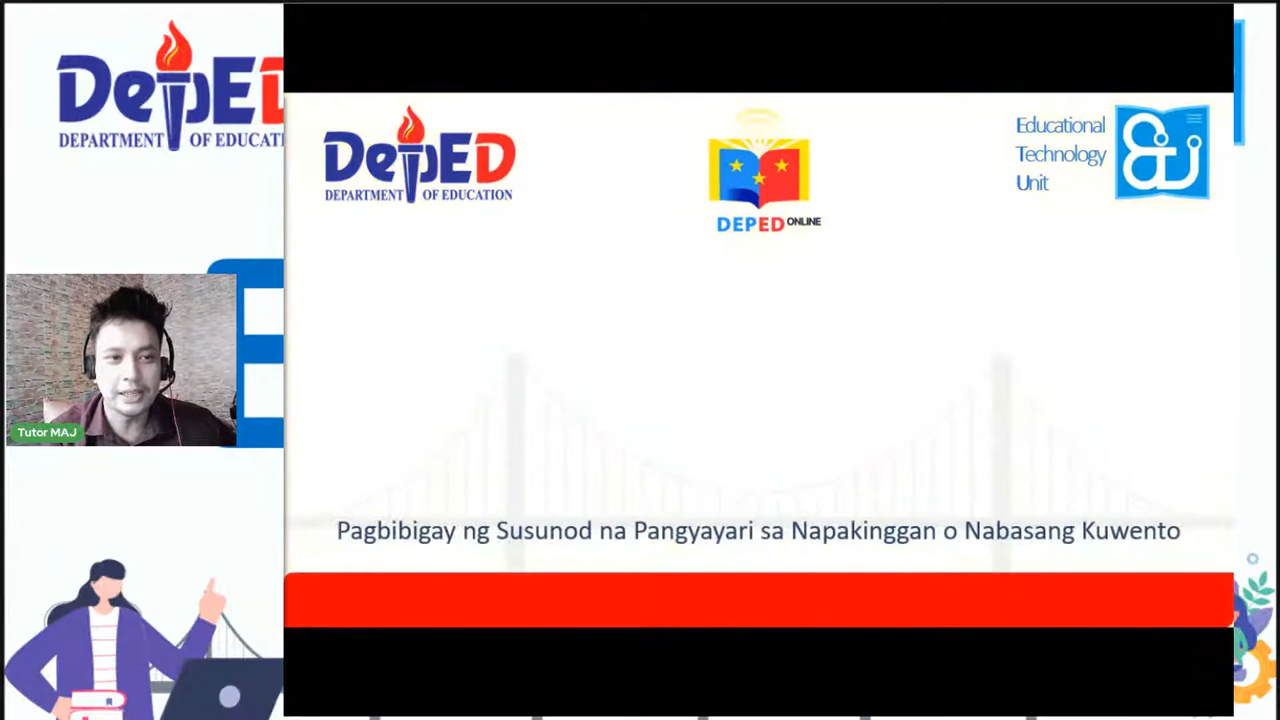 DepED
DEPARTMENT OF EDUCATI
DepED
DEPARTMENT OF EDUCATION
DEPED ONLINE
Educational
Technology
Unit
Tutor MAJ
Pagbibigay ng Susunod na Pangyayari sa Napakinggan o Nabasang Kuwento